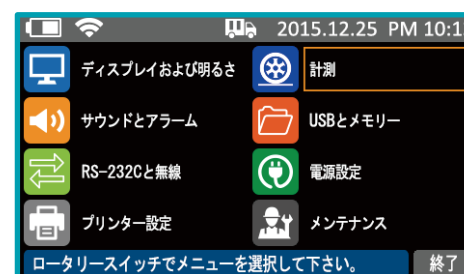 2015.12.25 PM 10:1
ディスプレイおよび明るさ
計測
サウンドとアラーム
USBとメモリー
RS-232Cと無線
電源設定
プリンター設定
メンテナンス
ロータリースイッチでメニューを選択して下さい。
終了